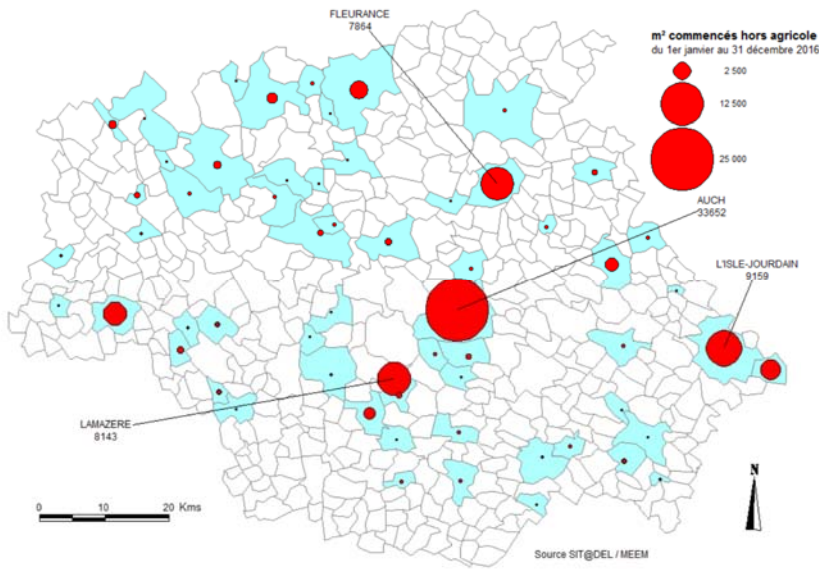 FLEURANCE
7864
m² commencés hors agricole
du 1er janvier au 31 décembre 2016
2 500
12 500
25 000
AUCH
33652
L'ISLE-JOURDAIN
9159
LAMAZERE
8143
N
0 10 20 Kms
Source SIT@DEL / MEEM